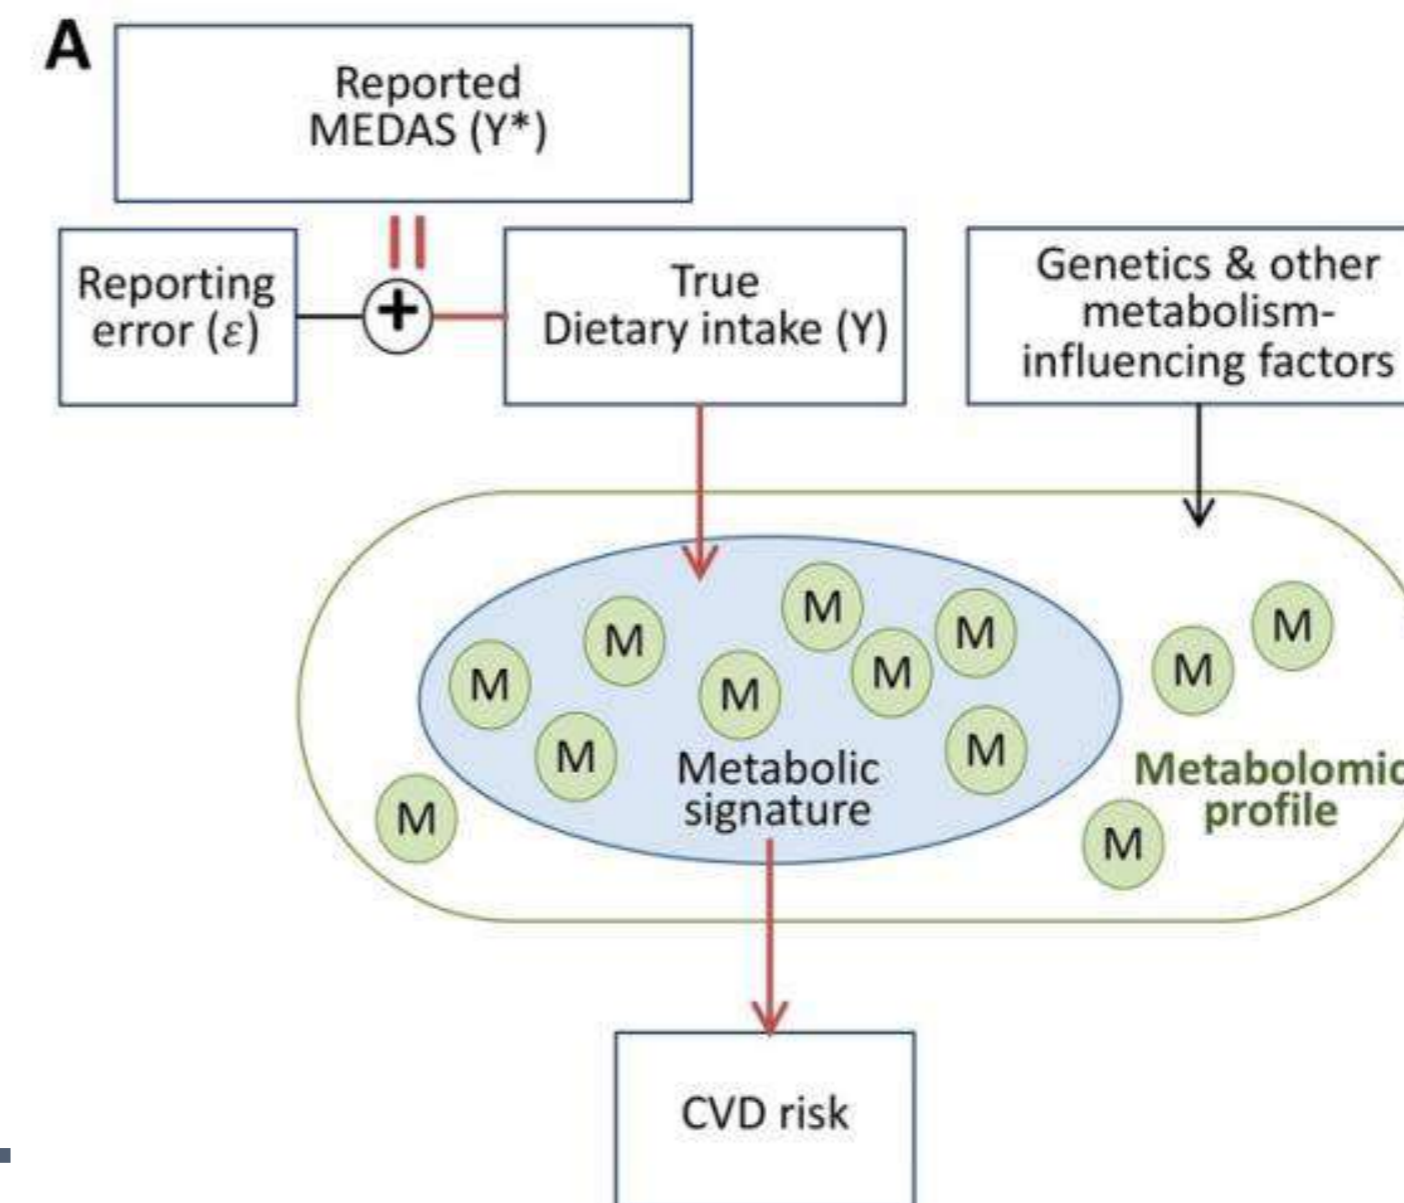 A
Reported
MEDAS (Y*)
Reporting
error (ε)
+
True
Dietary intake (Y)
Genetics & other
metabolism-
influencing factors
M
M
M
M
M
M
M
M
M
M
M
M
Metabolic
signature
Metabolomic
profile
CVD risk